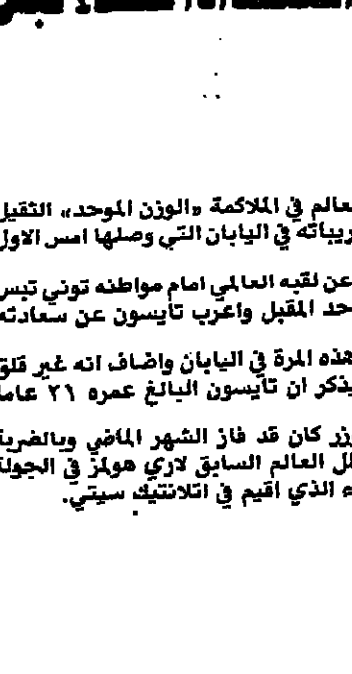 عالم في الملاكمة «الوزن الموحد» الثقيل
ريباته في اليابان التي وصلها امس الاول
عن لقبه العالمي امام مواطنه توني تبس
حد المقبل واعرب تايسون عن سعادته
هذه المرة في اليابان واضاف انه غير قلق
يذكر ان تايسون البالغ عمره ٢١ عاما
زر كان قد فاز الشهر الماضي وبالضربة
لل العالم السابق لاري هولمز في الجولة
ء الذي اقيم في اتلانتيك سيتي.